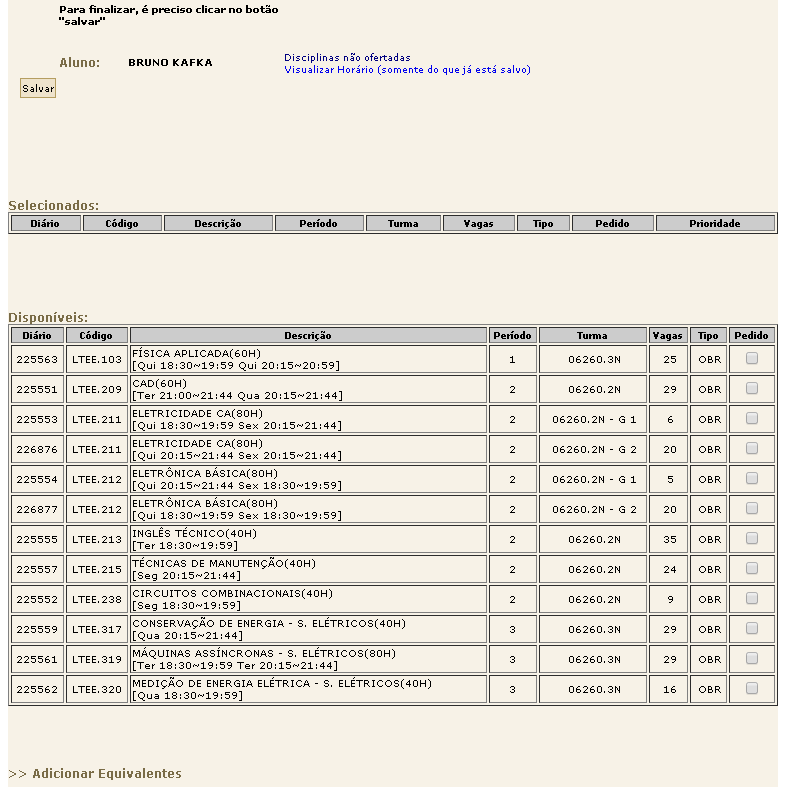 Para finalizar, é preciso clicar no botão
"salvar"
Aluno: BRUNO KAFKA Disciplinas não ofertadas
Visualizar Horário (somente do que já está salvo)
Salvar
Selecionados:
Diário Código Descrição Período Turma Vagas Tipo Pedido Prioridade
Disponíveis:
Diário Código Descrição Período Turma Vagas Tipo Pedido
225563 LTEE.103 FÍSICA APLICADA(60H) 1 06260.3N 25 OBR
[Qui 18:30~19:59 Qui 20:15~20:59]
225551 LTEE.209 CAD(60H) 2 06260.2N 29 OBR
[Ter 21:00~21:44 Qua 20:15~21:44]
225553 LTEE.211 ELETRICIDADE CA(80H) 2 06260.2N - G 1 6 OBR
[Qui 18:30~19:59 Sex 20:15~21:44]
226876 LTEE.211 ELETRICIDADE CA(80H) 2 06260.2N - G 2 20 OBR
[Qui 20:15~21:44 Sex 20:15~21:44]
225554 LTEE.212 ELETRÔNICA BÁSICA(80H) 2 06260.2N - G 1 5 OBR
[Qui 20:15~21:44 Sex 18:30~19:59]
226877 LTEE.212 ELETRÔNICA BÁSICA(80H) 2 06260.2N - G 2 20 OBR
[Qui 18:30~19:59 Sex 18:30~19:59]
225555 LTEE.213 INGLÊS TÉCNICO(40H) 2 06260.2N 35 OBR
[Ter 18:30~19:59]
225557 LTEE.215 TÉCNICAS DE MANUTENÇÃO(40H) 2 06260.2N 24 OBR
[Seg 20:15~21:44]
225552 LTEE.238 CIRCUITOS COMBINACIONAIS(40H) 2 06260.2N 9 OBR
[Seg 18:30~19:59]
225559 LTEE.317 CONSERVAÇÃO DE ENERGIA - S. ELÉTRICOS(40H) 3 06260.3N 29 OBR
[Qua 20:15~21:44]
225561 LTEE.319 MÁQUINAS ASSÍNCRONAS - S. ELÉTRICOS(80H) 3 06260.3N 29 OBR
[Ter 18:30~19:59 Ter 20:15~21:44]
225562 LTEE.320 MEDIÇÃO DE ENERGIA ELÉTRICA - S. ELÉTRICOS(40H) 3 06260.3N 16 OBR
[Qua 18:30~19:59]
>> Adicionar Equivalentes